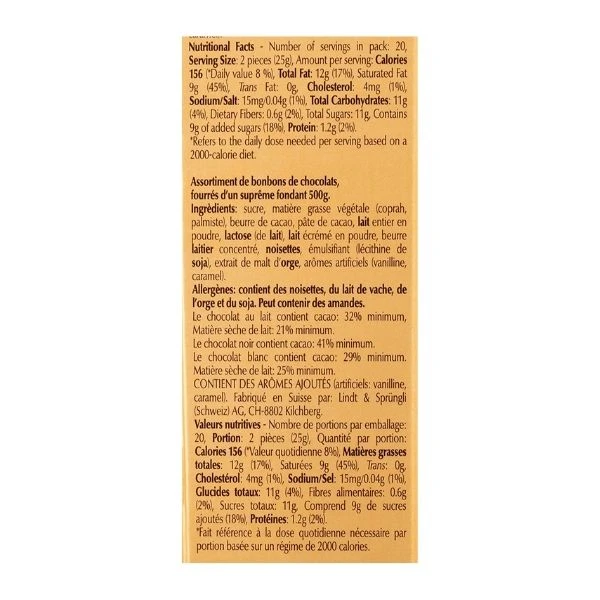 Nutritional Facts - Number of servings in pack: 20,
Serving Size: 2 pieces (25g), Amount per serving: Calories
156 (*Daily value 8 %), Total Fat: 12g (17%), Saturated Fat
9g (45%), Trans Fat: 0g, Cholesterol: 4mg (1%),
Sodium/Salt: 15mg/0.04g (1%), Total Carbohydrates: 11g
(4%), Dietary Fibers: 0.6g (2%), Total Sugars: 11g, Contains
9g of added sugars (18%), Protein: 1.2g (2%).
*Refers to the daily dose needed per serving based on a
2000-calorie diet.
Assortiment de bonbons de chocolats,
fourrés d'un suprême fondant 500g.
Ingrédients: sucre, matière grasse végétale (coprah,
palmiste), beurre de cacao, pâte de cacao, lait entier en
poudre, lactose (de lait), lait écrémé en poudre, beurre
laitier concentré, noisettes, émulsifiant (lécithine de
soja), extrait de malt d'orge, arômes artificiels (vanilline,
caramel).
Allergènes: contient des noisettes, du lait de vache, de
l'orge et du soja. Peut contenir des amandes.
Le chocolat au lait contient cacao: 32% minimum,
Matière sèche de lait: 21% minimum.
Le chocolat noir contient cacao: 41% minimum.
Le chocolat blanc contient cacao: 29% minimum.
Matière sèche de lait: 25% minimum.
CONTIENT DES ARÔMES AJOUTÉS (artificiels: vanilline,
caramel). Fabriqué en Suisse par: Lindt & Sprüngli
(Schweiz) AG, CH-8802 Kilchberg.
Valeurs nutritives - Nombre de portions par emballage:
20, Portion: 2 pièces (25g), Quantité par portion:
Calories 156 (*Valeur quotidienne 8%), Matières grasses
totales: 12g (17%), Saturées 9g (45%), Trans: 0g,
Cholestérol: 4mg (1%), Sodium/Sel: 15mg/0.04g (1%),
Glucides totaux: 11g (4%), Fibres alimentaires: 0.6g
(2%), Sucres totaux: 11g, Comprend 9g de sucres
ajoutés (18%), Protéines: 1.2g (2%).
*Fait référence à la dose quotidienne nécessaire par
portion basée sur un régime de 2000 calories.